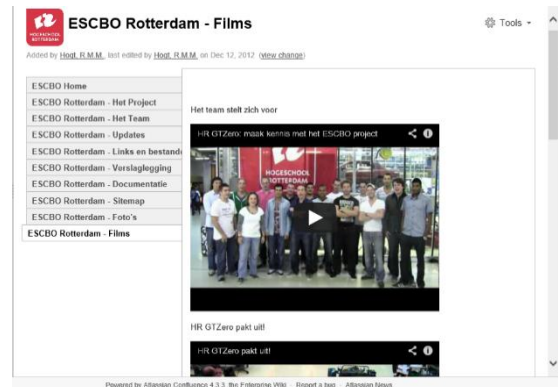 HOGESCHOOL
ROTTERDAM
ESCBO Rotterdam - Films
Tools
Added by Hogt, R.M.M., last edited by Hogt, R.M.M. on Dec 12, 2012 (view change)
ESCBO Home
ESCBO Rotterdam - Het Project
ESCBO Rotterdam - Het Team
ESCBO Rotterdam - Updates
ESCBO Rotterdam - Links en bestand
ESCBO Rotterdam - Verslaglegging
ESCBO Rotterdam - Documentatie
ESCBO Rotterdam - Sitemap
ESCBO Rotterdam - Foto's
ESCBO Rotterdam - Films
Het team stelt zich voor
HR GTZero: maak kennis met het ESCBO project
HOGESCHOOL
ROTTERDAM
HR GTZero pakt uit!
HR GTZero pakt uit!
Powered by Atlassian Confluence 4.3.3, the Enterprise Wiki · Report a bug · Atlassian News